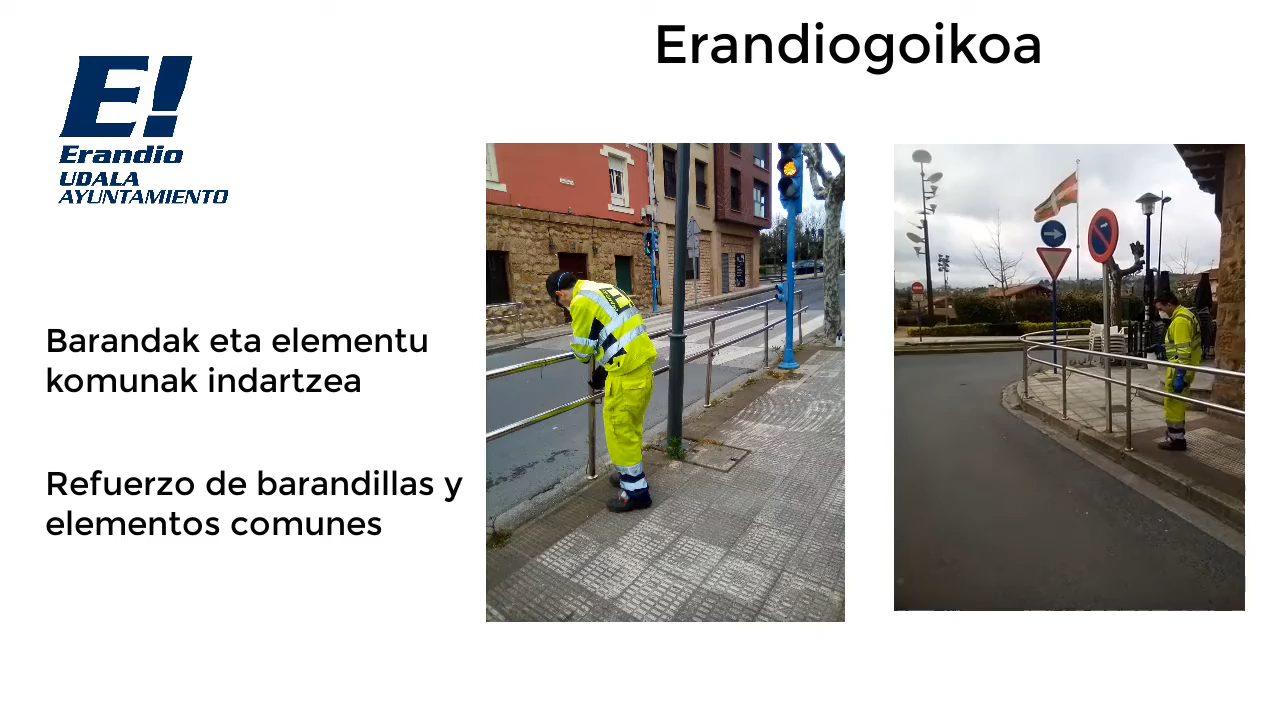 Erandiogoikoa
E!
Erandio
UDALA
AYUNTAMIENTO
Barandak eta elementu
komunak indartzea
Refuerzo de barandillas y
elementos comunes